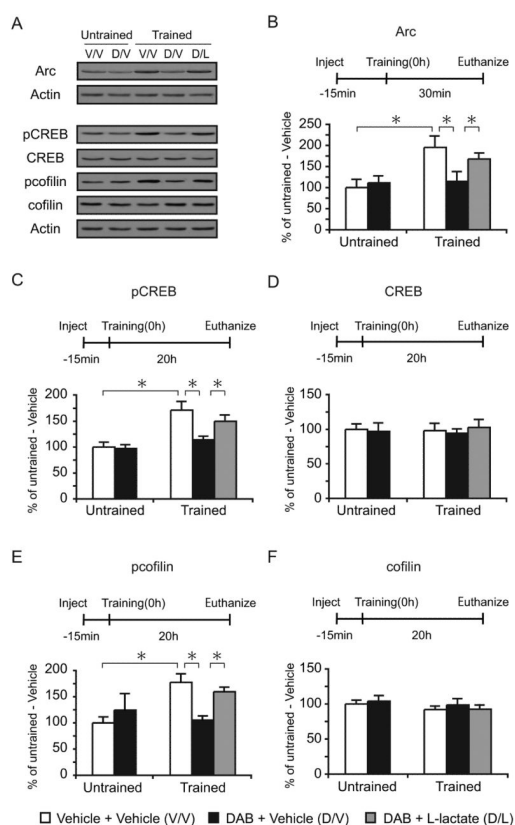 A
Untrained Trained
V/V D/V V/V D/V D/L
Arc
Actin
pCREB
CREB
pcofilin
cofilin
Actin
B
Arc
Inject Training(0h) Euthanize
-15min 30min
* * *
% of untrained - Vehicle
250
200
150
100
50
0
Untrained Trained
C
pCREB
Inject Training(0h) Euthanize
-15min 20h
* * *
% of untrained - Vehicle
200
150
100
50
0
Untrained Trained
D
CREB
Inject Training(0h) Euthanize
-15min 20h
% of untrained - Vehicle
150
100
50
0
Untrained Trained
E
pcofilin
Inject Training(0h) Euthanize
-15min 20h
* * *
% of untrained - Vehicle
200
150
100
50
0
Untrained Trained
F
cofilin
Inject Training(0h) Euthanize
-15min 20h
% of untrained - Vehicle
150
100
50
0
Untrained Trained
Vehicle + Vehicle (V/V) DAB + Vehicle (D/V) DAB + L-lactate (D/L)